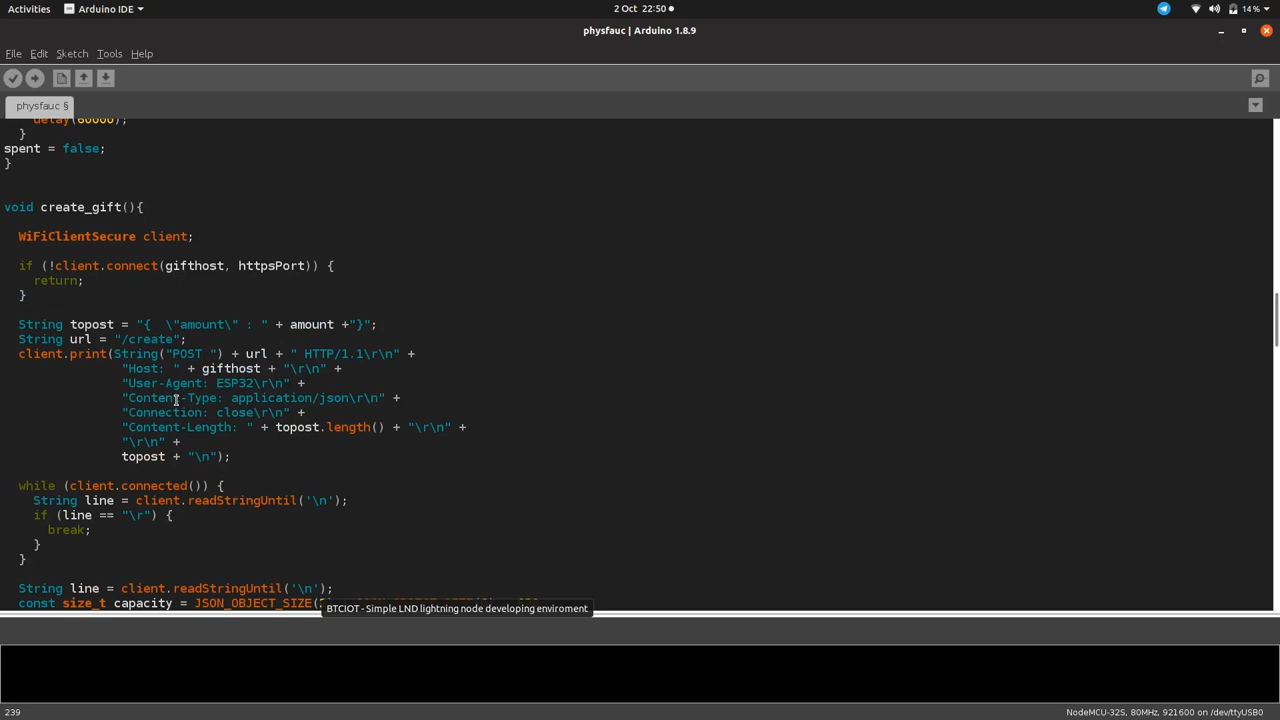 Activities Arduino IDE 2 Oct 22:50 14%
physfauc | Arduino 1.8.9
File Edit Sketch Tools Help
physfauc §
delay(60000);
}
spent = false;
}
void create_gift(){
WiFiClientSecure client;
if (!client.connect(gifthost, httpsPort)) {
return;
}
String topost = "{  \"amount\" : " + amount +"}";
String url = "/create";
client.print(String("POST ") + url + " HTTP/1.1\r\n" +
"Host: " + gifthost + "\r\n" +
"User-Agent: ESP32\r\n" +
"Content-Type: application/json\r\n" +
"Connection: close\r\n" +
"Content-Length: " + topost.length() + "\r\n" +
"\r\n" +
topost + "\n");
while (client.connected()) {
String line = client.readStringUntil('\n');
if (line == "\r") {
break;
}
}
String line = client.readStringUntil('\n');
const size_t capacity = JSON_OBJECT_SIZE(
BTCIOT - Simple LND lightning node developing enviroment
239 NodeMCU-32S, 80MHz, 921600 on /dev/ttyUSB0